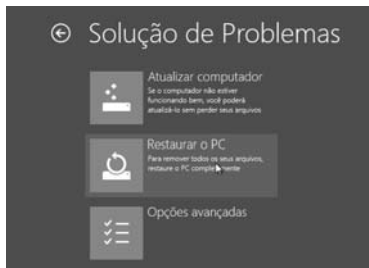 Solução de Problemas
Atualizar computador
Se o computador não estiver
funcionando bem, você poderá
atualizá-lo sem perder seus arquivos
Restaurar o PC
Para remover todos os seus arquivos,
restaure o PC completamente
Opções avançadas